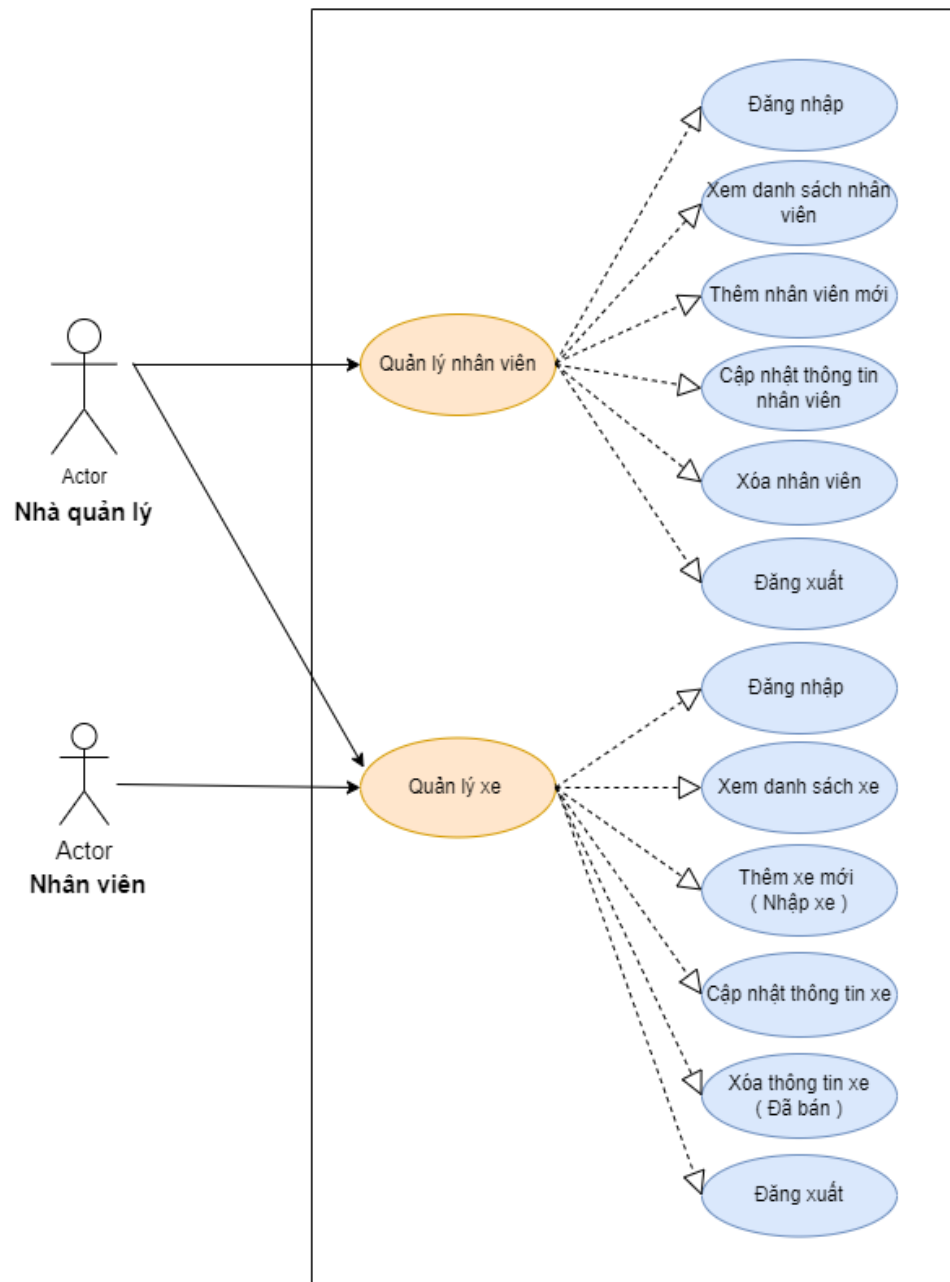 Đăng nhập
Xem danh sách nhân
viên
Thêm nhân viên mới
Quản lý nhân viên
Cập nhật thông tin
nhân viên
Actor
Nhà quản lý
Xóa nhân viên
Đăng xuất
Đăng nhập
Quản lý xe
Xem danh sách xe
Actor
Nhân viên
Thêm xe mới
( Nhập xe )
Cập nhật thông tin xe
Xóa thông tin xe
( Đã bán )
Đăng xuất